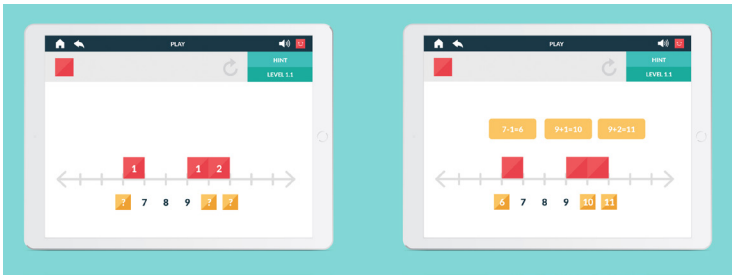 PLAY
HINT
LEVEL 1.1
1 1 2
? 7 8 9 ? ?
PLAY
HINT
LEVEL 1.1
7-1=6 9+1=10 9+2=11
6 7 8 9 10 11